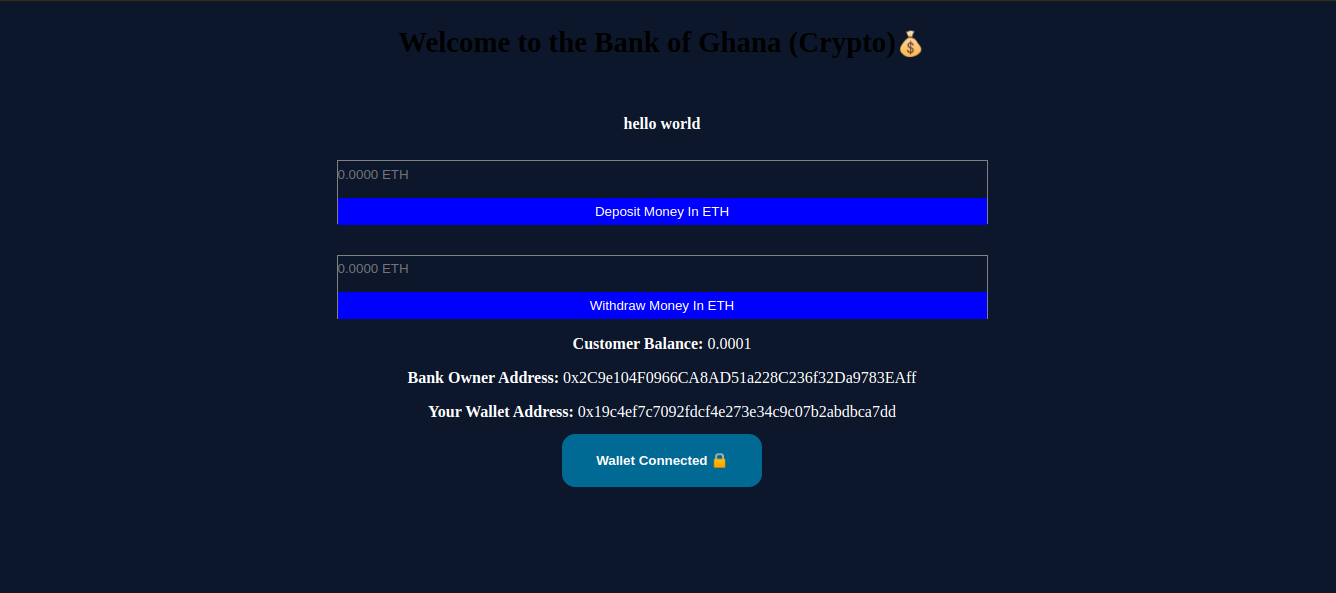 Welcome to the Bank of Ghana (Crypto)💰
hello world
0.0000 ETH
Deposit Money In ETH
0.0000 ETH
Withdraw Money In ETH
Customer Balance: 0.0001
Bank Owner Address: 0x2C9e104F0966CA8AD51a228C236f32Da9783EAff
Your Wallet Address: 0x19c4ef7c7092fdcf4e273e34c9c07b2abdbca7dd
Wallet Connected 🔒